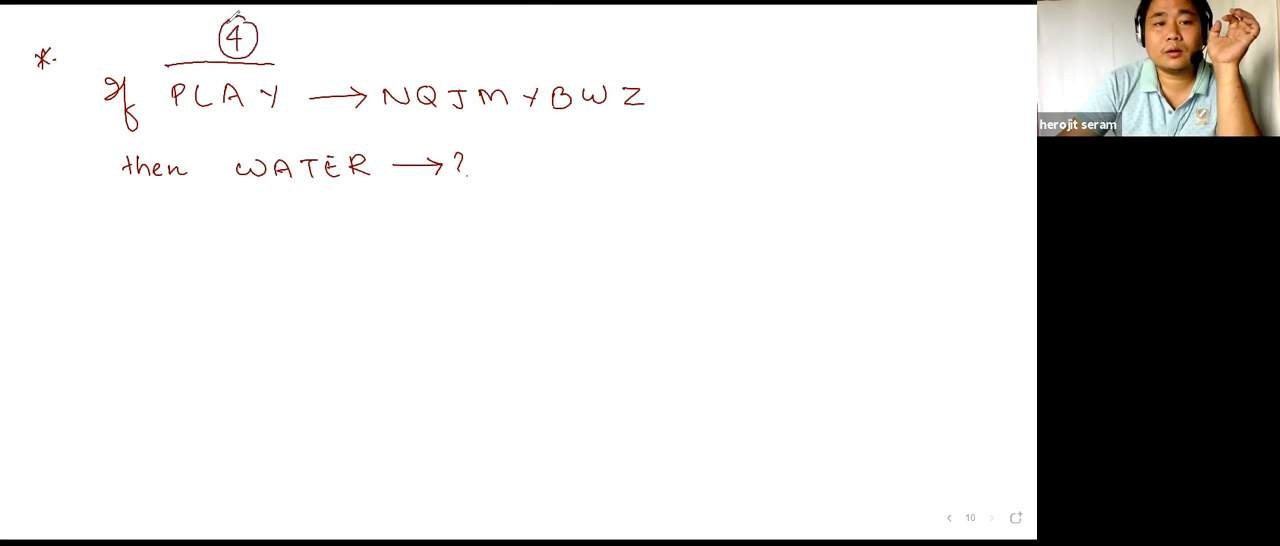 4
*.
If PLAY → NQJMYBWZ
then WATER → ?
herojit seram
10